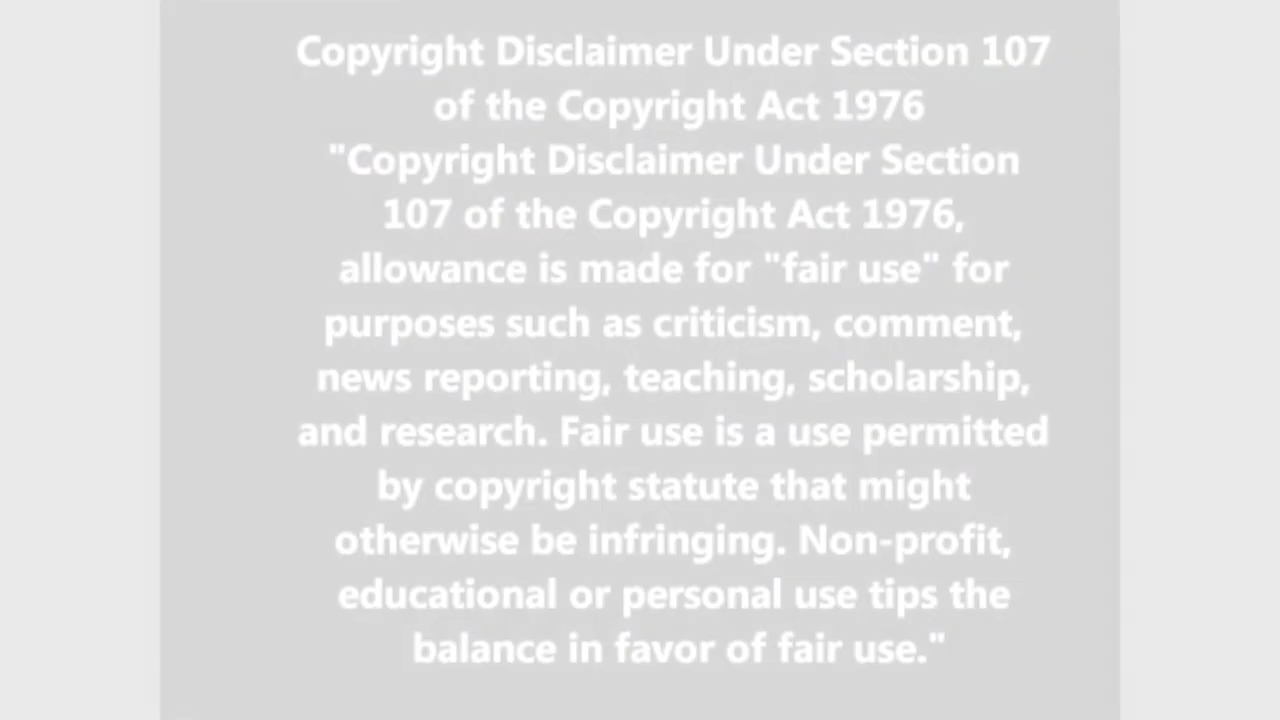 Copyright Disclaimer Under Section 107
of the Copyright Act 1976
"Copyright Disclaimer Under Section
107 of the Copyright Act 1976,
allowance is made for "fair use" for
purposes such as criticism, comment,
news reporting, teaching, scholarship,
and research. Fair use is a use permitted
by copyright statute that might
otherwise be infringing. Non-profit,
educational or personal use tips the
balance in favor of fair use."